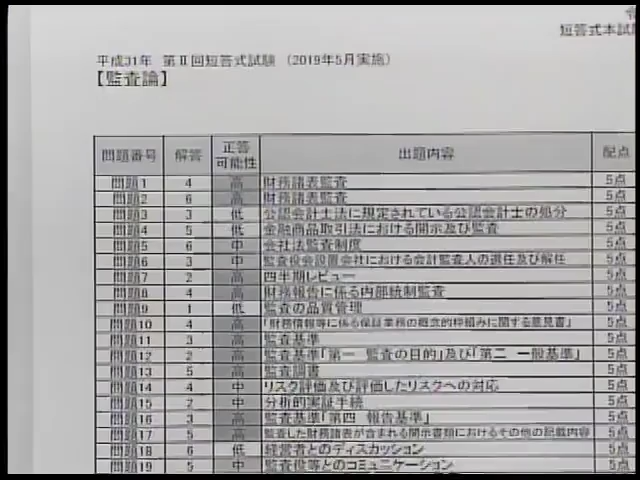 短答式本試
平成31年 第Ⅱ回短答式試験 (2019年5月実施)
【監査論】
問題番号 解答 正答可能性 出題内容 配点
問題1 4 高 財務諸表監査 5点
問題2 6 高 財務諸表監査 5点
問題3 3 低 公認会計士法に規定されている公認会計士の処分 5点
問題4 5 低 金融商品取引法における開示及び監査 5点
問題5 6 中 会社法監査制度 5点
問題6 3 中 監査役会設置会社における会計監査人の選任及び解任 5点
問題7 2 高 四半期レビュー 5点
問題8 4 高 財務報告に係る内部統制監査 5点
問題9 1 低 監査の品質管理 5点
問題10 4 高 「財務情報等に係る保証業務の概念的枠組みに関する意見書」 5点
問題11 3 高 監査基準 5点
問題12 2 高 監査基準「第一 監査の目的」及び「第二 一般基準」 5点
問題13 5 高 監査調書 5点
問題14 4 中 リスク評価及び評価したリスクへの対応 5点
問題15 2 中 分析的実証手続 5点
問題16 3 高 監査基準「第四 報告基準」 5点
問題17 5 高 監査した財務諸表が含まれる開示書類におけるその他の記載内容 5点
問題18 6 低 経営者とのディスカッション 5点
問題19 5 中 監査役等とのコミュニケーション 5点